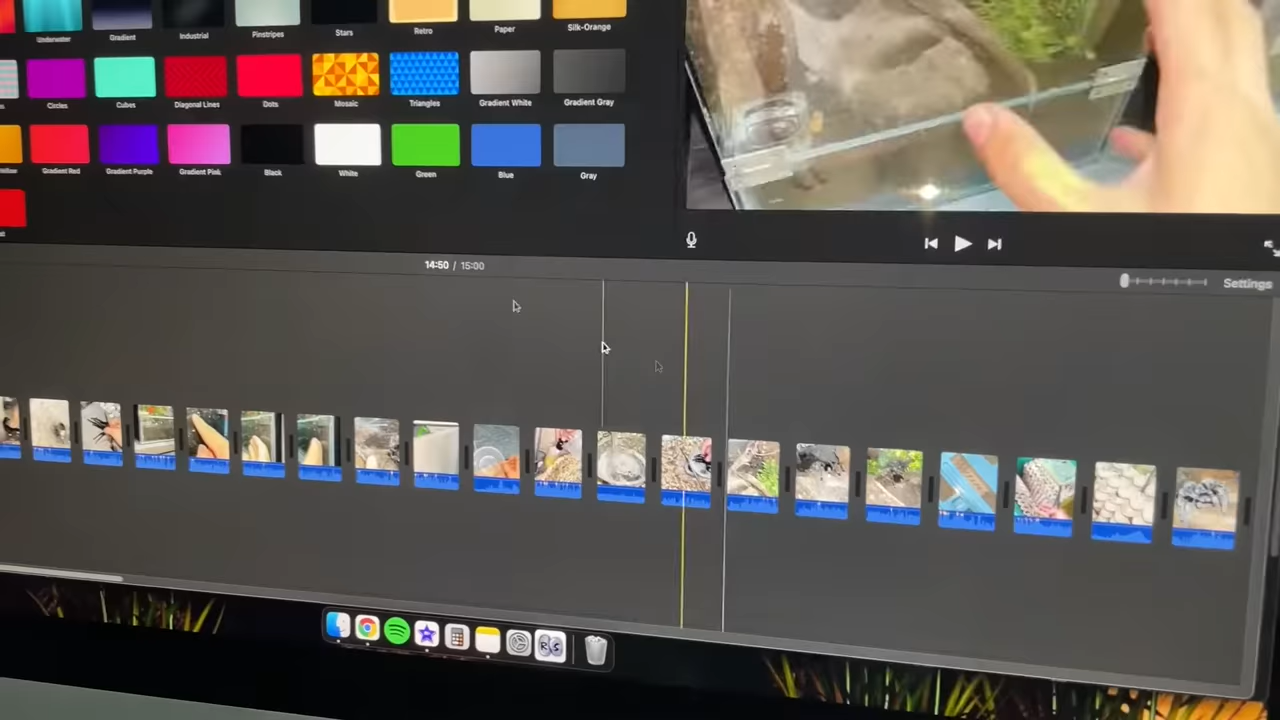 Underwater Gradient Industrial Pinstripes Stars Retro Paper Silk-Orange
Circles Cubes Diagonal Lines Dots Mosaic Triangles Gradient White Gradient Gray
Gradient Red Gradient Purple Gradient Pink Black White Green Blue Gray
14:50 / 15:00
Settings